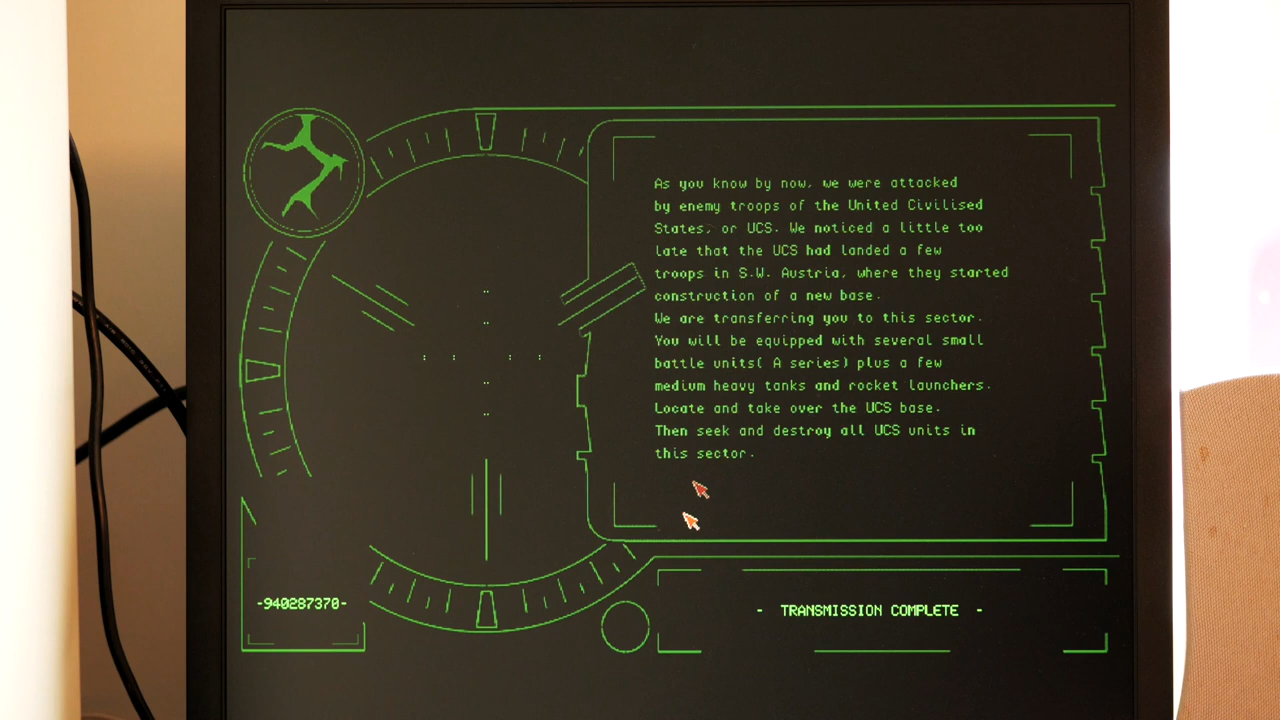 As you know by now, we were attacked
by enemy troops of the United Civilised
States, or UCS. We noticed a little too
late that the UCS had landed a few
troops in S.W. Austria, where they started
construction of a new base.
We are transferring you to this sector.
You will be equipped with several small
battle units( A series) plus a few
medium heavy tanks and rocket launchers.
Locate and take over the UCS base.
Then seek and destroy all UCS units in
this sector.
-940287370-
- TRANSMISSION COMPLETE -